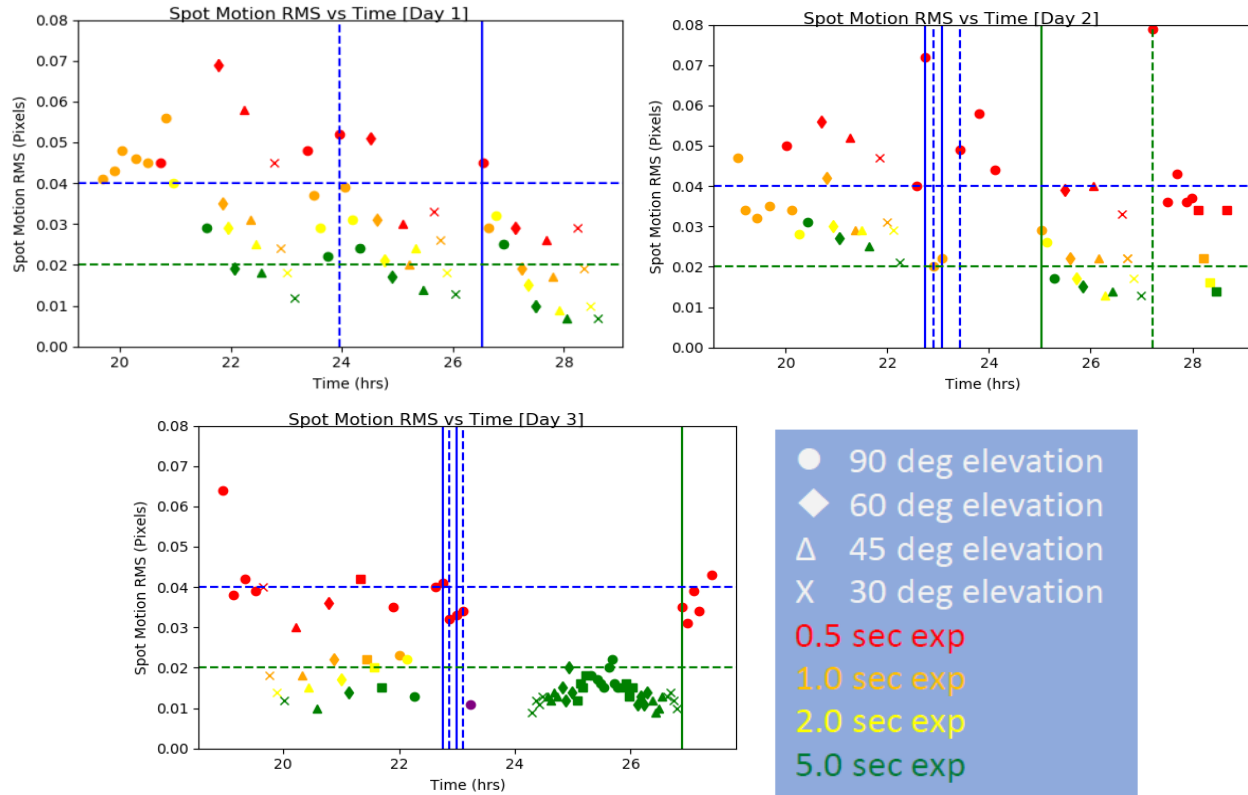 Spot Motion RMS vs Time [Day 1]
0.08
0.07
0.06
0.05
0.04
0.03
0.02
0.01
0.00
Spot Motion RMS (Pixels)
20 22 24 26 28
Time (hrs)
Spot Motion RMS vs Time [Day 2]
0.08
0.07
0.06
0.05
0.04
0.03
0.02
0.01
0.00
Spot Motion RMS (Pixels)
20 22 24 26 28
Time (hrs)
Spot Motion RMS vs Time [Day 3]
0.08
0.07
0.06
0.05
0.04
0.03
0.02
0.01
0.00
Spot Motion RMS (Pixels)
20 22 24 26
Time (hrs)
90 deg elevation
60 deg elevation
45 deg elevation
30 deg elevation
0.5 sec exp
1.0 sec exp
2.0 sec exp
5.0 sec exp